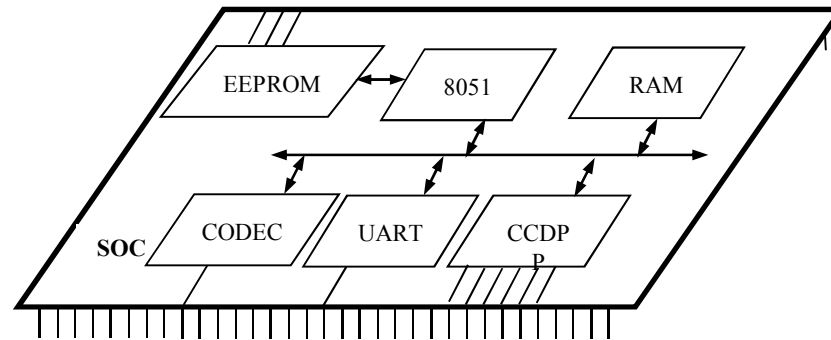 EEPROM
8051
RAM
SOC
CODEC
UART
CCDP
P